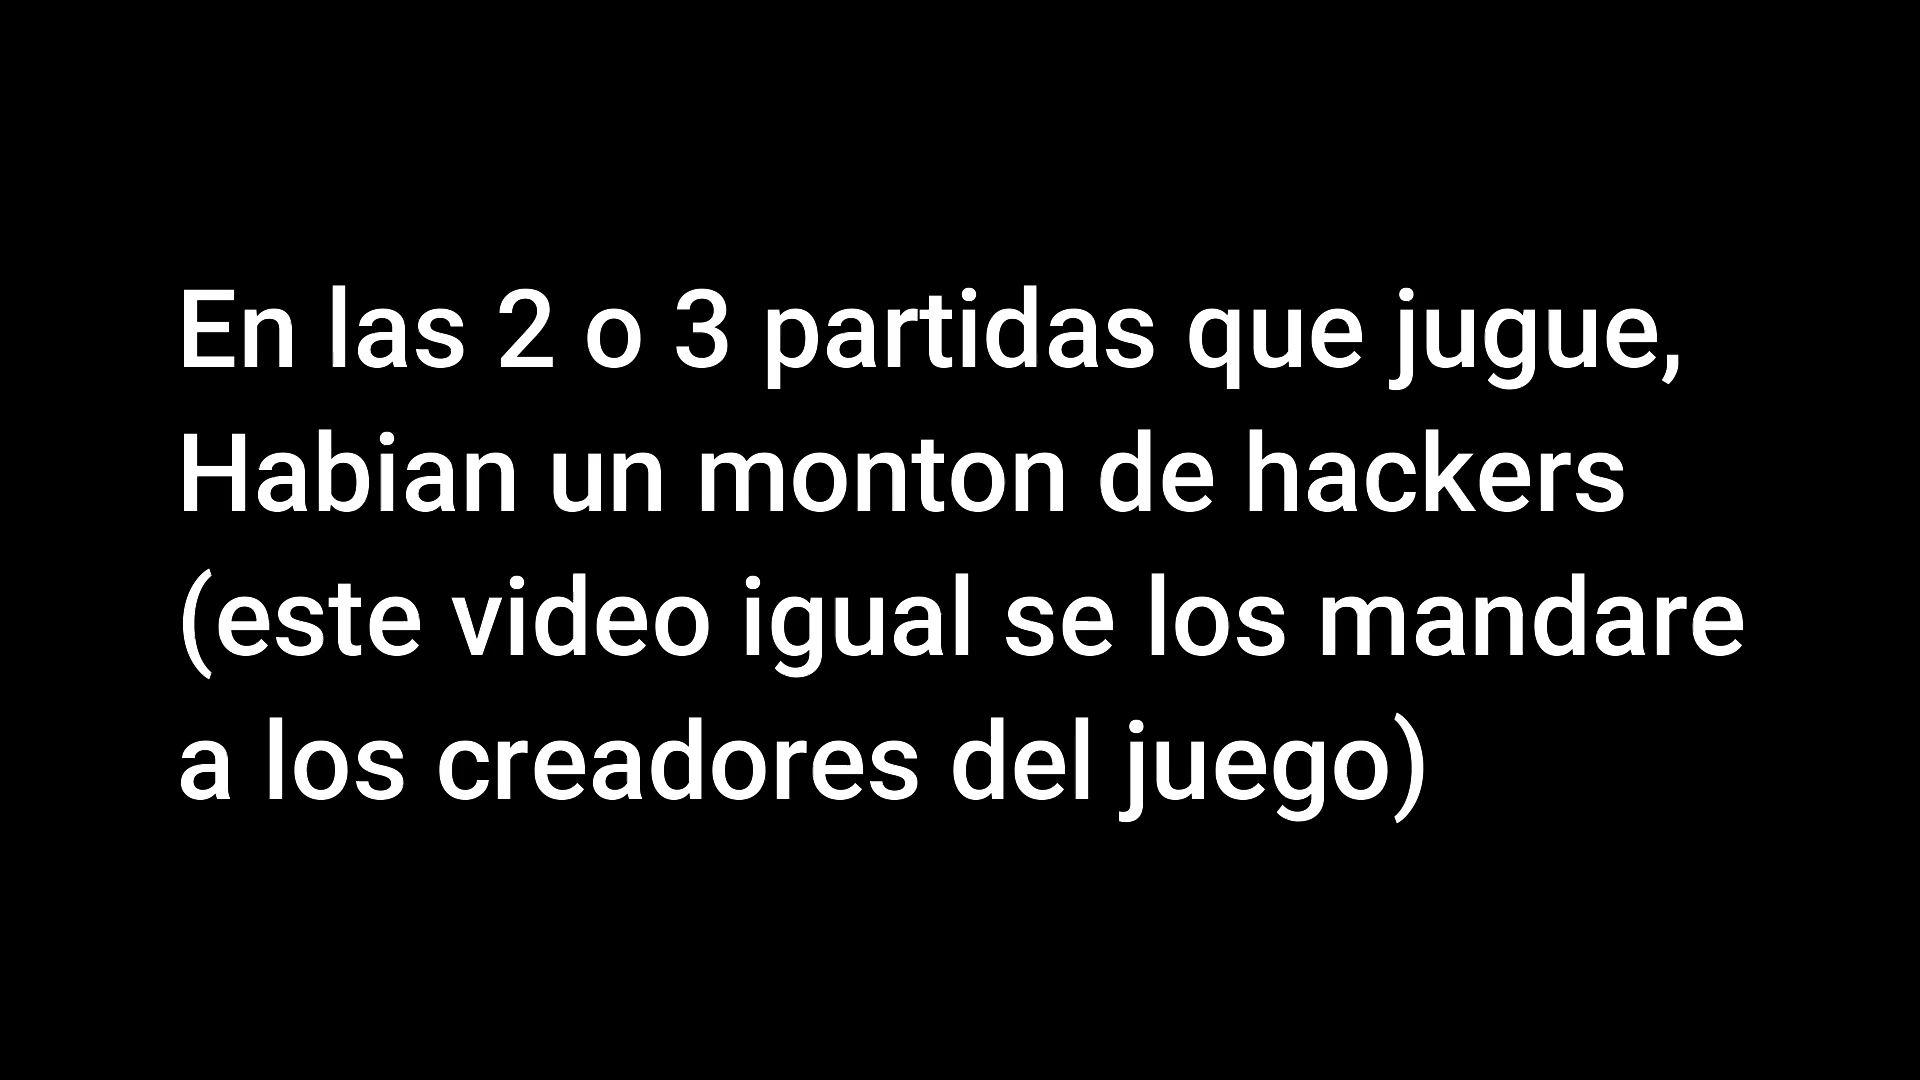 En las 2 o 3 partidas que jugue,
Habian un monton de hackers
(este video igual se los mandare
a los creadores del juego)